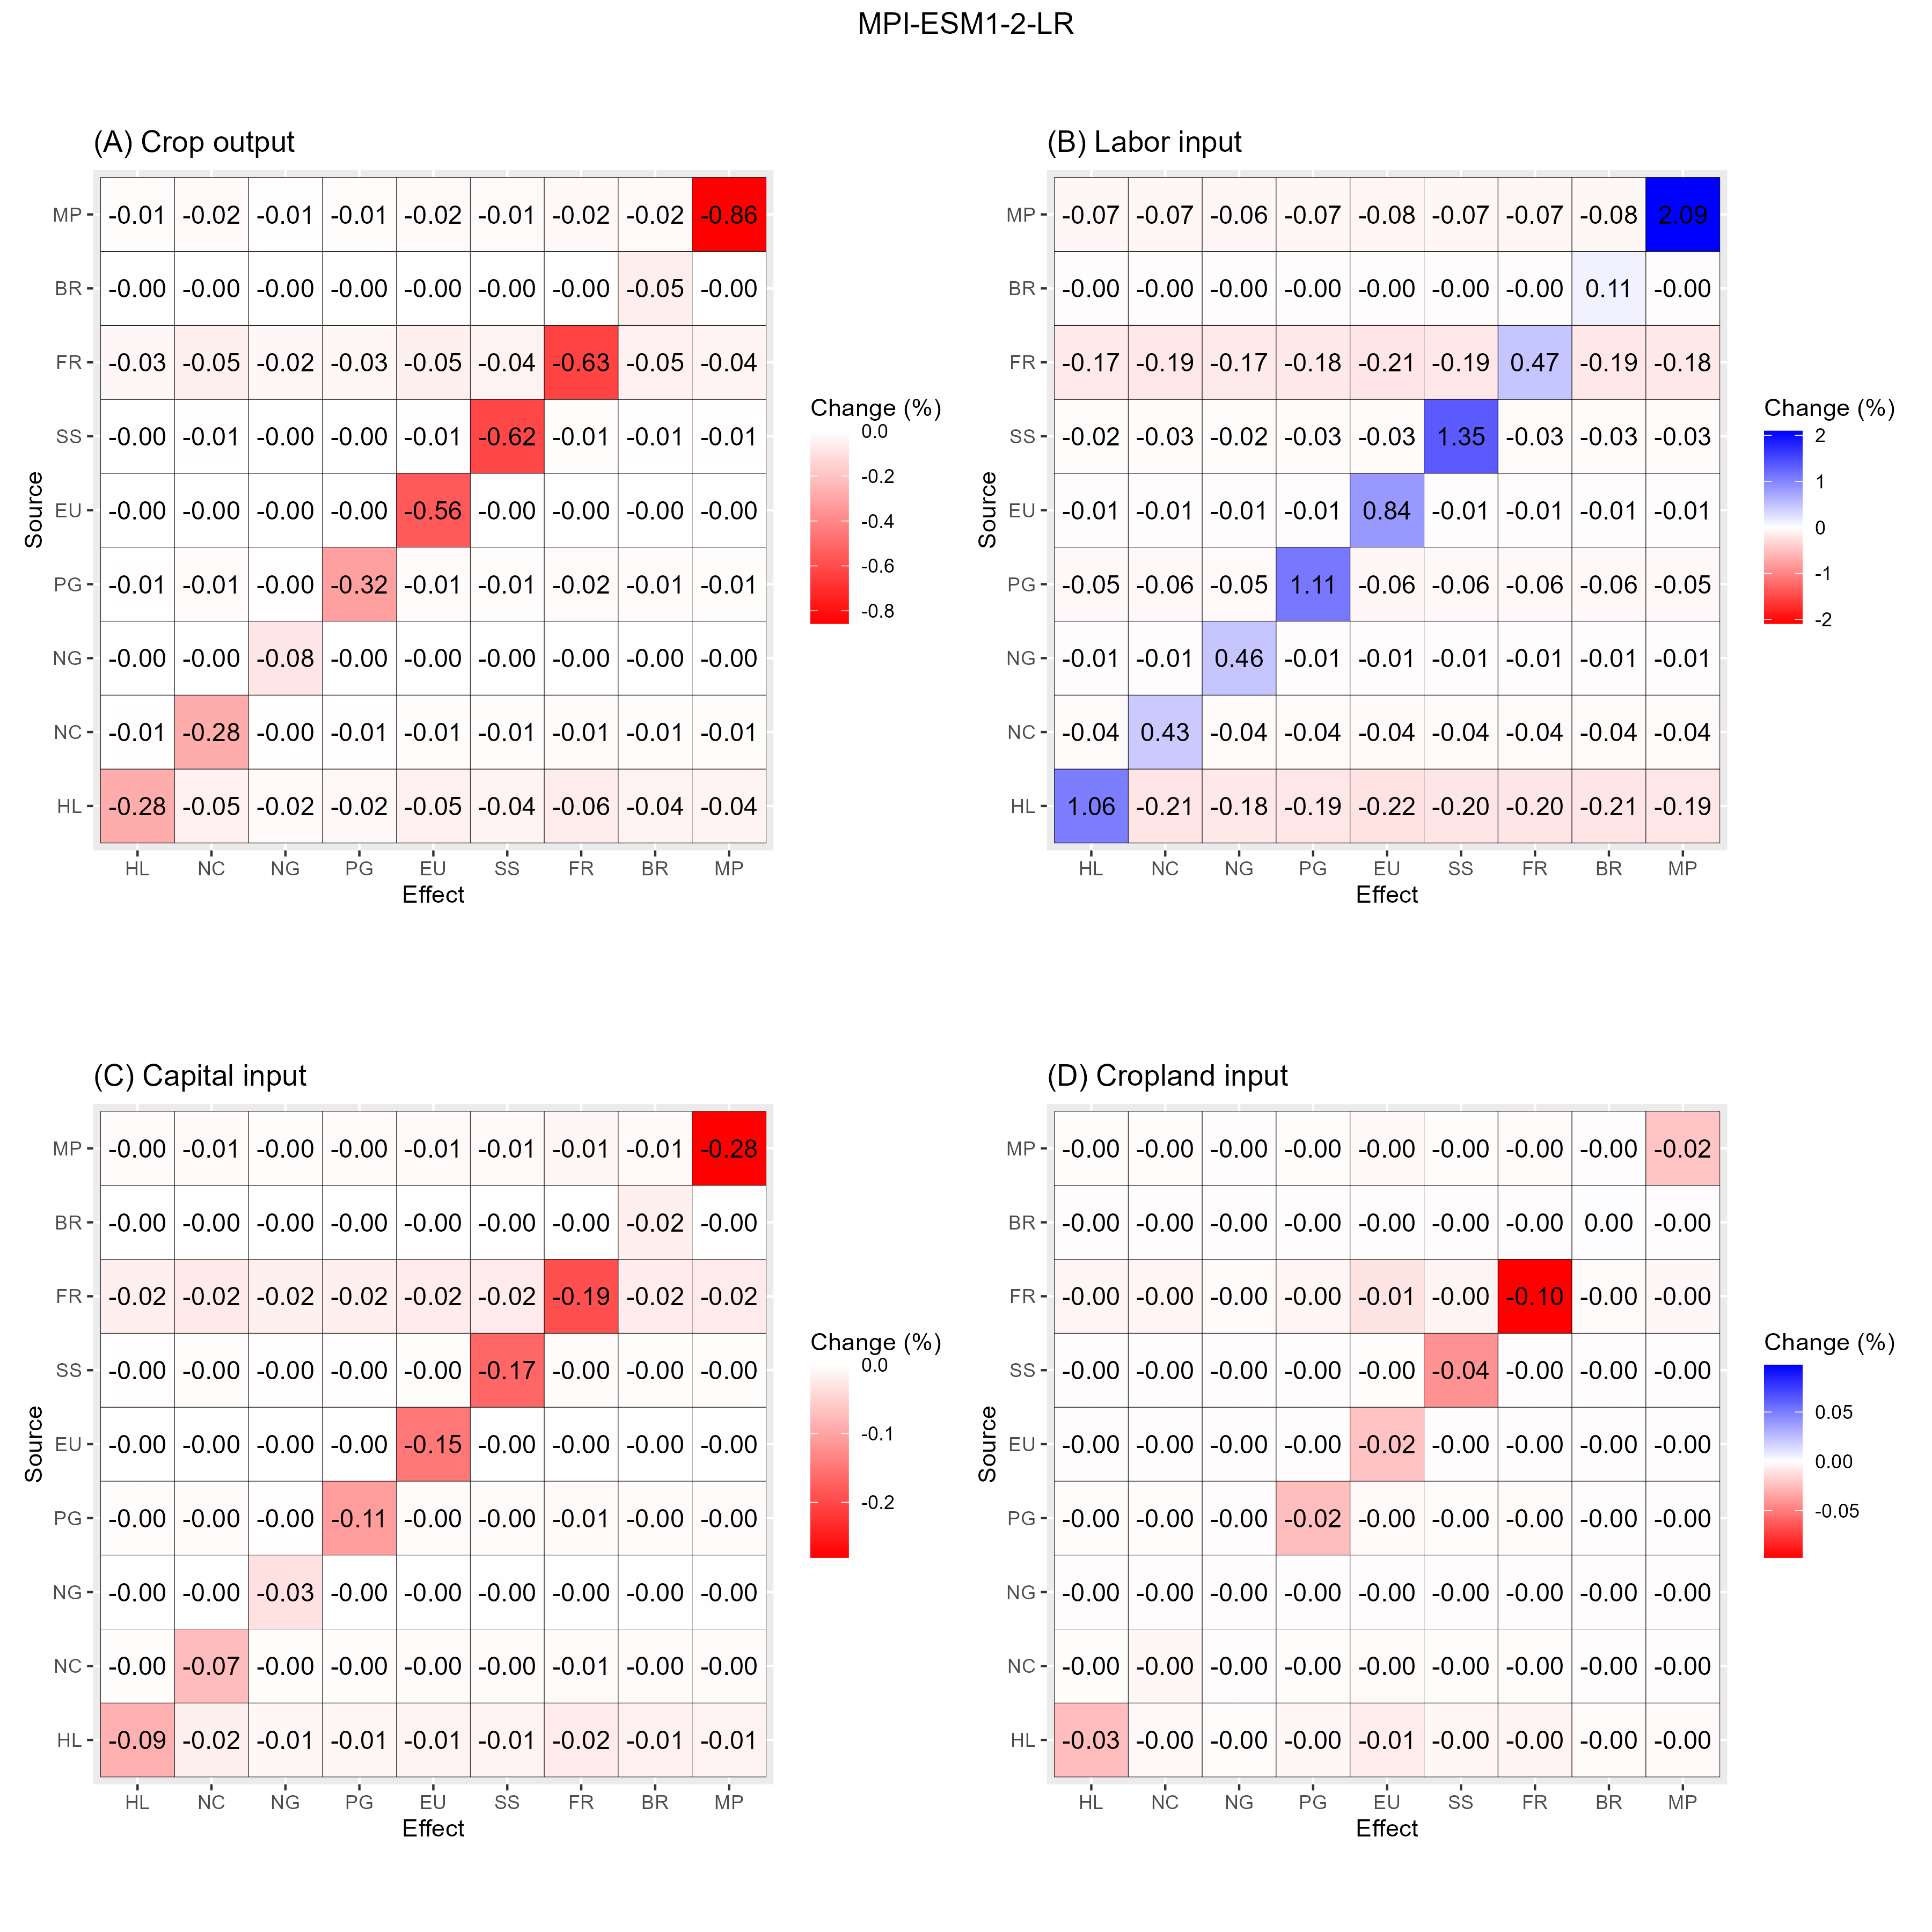 MPI-ESM1-2-LR
(A) Crop output
MP -0.01 -0.02 -0.01 -0.01 -0.02 -0.01 -0.02 -0.02 -0.86
BR -0.00 -0.00 -0.00 -0.00 -0.00 -0.00 -0.00 -0.05 -0.00
FR -0.03 -0.05 -0.02 -0.03 -0.05 -0.04 -0.63 -0.05 -0.04
SS -0.00 -0.01 -0.00 -0.00 -0.01 -0.62 -0.01 -0.01 -0.01
EU -0.00 -0.00 -0.00 -0.00 -0.56 -0.00 -0.00 -0.00 -0.00
PG -0.01 -0.01 -0.00 -0.32 -0.01 -0.01 -0.02 -0.01 -0.01
NG -0.00 -0.00 -0.08 -0.00 -0.00 -0.00 -0.00 -0.00 -0.00
NC -0.01 -0.28 -0.00 -0.01 -0.01 -0.01 -0.01 -0.01 -0.01
HL -0.28 -0.05 -0.02 -0.02 -0.05 -0.04 -0.06 -0.04 -0.04
HL NC NG PG EU SS FR BR MP
Effect
Source
Change (%)
0.0
-0.2
-0.4
-0.6
-0.8
(B) Labor input
MP -0.07 -0.07 -0.06 -0.07 -0.08 -0.07 -0.07 -0.08 2.09
BR -0.00 -0.00 -0.00 -0.00 -0.00 -0.00 -0.00 0.11 -0.00
FR -0.17 -0.19 -0.17 -0.18 -0.21 -0.19 0.47 -0.19 -0.18
SS -0.02 -0.03 -0.02 -0.03 -0.03 1.35 -0.03 -0.03 -0.03
EU -0.01 -0.01 -0.01 -0.01 0.84 -0.01 -0.01 -0.01 -0.01
PG -0.05 -0.06 -0.05 1.11 -0.06 -0.06 -0.06 -0.06 -0.05
NG -0.01 -0.01 0.46 -0.01 -0.01 -0.01 -0.01 -0.01 -0.01
NC -0.04 0.43 -0.04 -0.04 -0.04 -0.04 -0.04 -0.04 -0.04
HL 1.06 -0.21 -0.18 -0.19 -0.22 -0.20 -0.20 -0.21 -0.19
HL NC NG PG EU SS FR BR MP
Effect
Source
Change (%)
2
1
0
-1
-2
(C) Capital input
MP -0.00 -0.01 -0.00 -0.00 -0.01 -0.01 -0.01 -0.01 -0.28
BR -0.00 -0.00 -0.00 -0.00 -0.00 -0.00 -0.00 -0.02 -0.00
FR -0.02 -0.02 -0.02 -0.02 -0.02 -0.02 -0.19 -0.02 -0.02
SS -0.00 -0.00 -0.00 -0.00 -0.00 -0.17 -0.00 -0.00 -0.00
EU -0.00 -0.00 -0.00 -0.00 -0.15 -0.00 -0.00 -0.00 -0.00
PG -0.00 -0.00 -0.00 -0.11 -0.00 -0.00 -0.01 -0.00 -0.00
NG -0.00 -0.00 -0.03 -0.00 -0.00 -0.00 -0.00 -0.00 -0.00
NC -0.00 -0.07 -0.00 -0.00 -0.00 -0.00 -0.01 -0.00 -0.00
HL -0.09 -0.02 -0.01 -0.01 -0.01 -0.01 -0.02 -0.01 -0.01
HL NC NG PG EU SS FR BR MP
Effect
Source
Change (%)
0.0
-0.1
-0.2
(D) Cropland input
MP -0.00 -0.00 -0.00 -0.00 -0.00 -0.00 -0.00 -0.00 -0.02
BR -0.00 -0.00 -0.00 -0.00 -0.00 -0.00 -0.00 0.00 -0.00
FR -0.00 -0.00 -0.00 -0.00 -0.01 -0.00 -0.10 -0.00 -0.00
SS -0.00 -0.00 -0.00 -0.00 -0.00 -0.04 -0.00 -0.00 -0.00
EU -0.00 -0.00 -0.00 -0.00 -0.02 -0.00 -0.00 -0.00 -0.00
PG -0.00 -0.00 -0.00 -0.02 -0.00 -0.00 -0.00 -0.00 -0.00
NG -0.00 -0.00 -0.00 -0.00 -0.00 -0.00 -0.00 -0.00 -0.00
NC -0.00 -0.00 -0.00 -0.00 -0.00 -0.00 -0.00 -0.00 -0.00
HL -0.03 -0.00 -0.00 -0.00 -0.01 -0.00 -0.00 -0.00 -0.00
HL NC NG PG EU SS FR BR MP
Effect
Source
Change (%)
0.05
0.00
-0.05